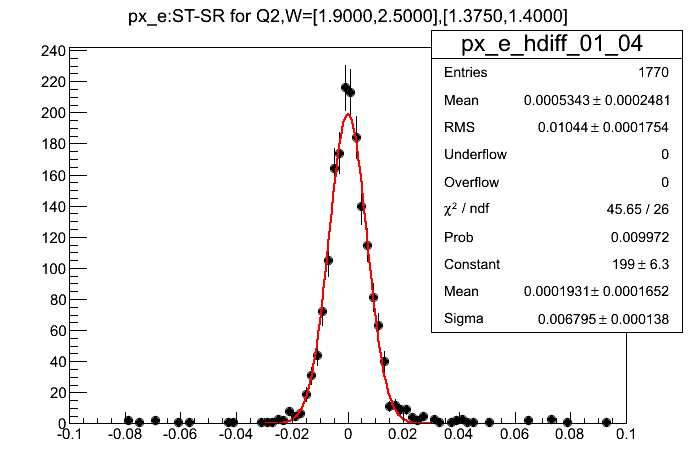 px_e:ST-SR for Q2,W=[1.9000,2.5000],[1.3750,1.4000]
px_e_hdiff_01_04
Entries 1770
Mean 0.0005343 ± 0.0002481
RMS 0.01044 ± 0.0001754
Underflow 0
Overflow 0
χ² / ndf 45.65 / 26
Prob 0.009972
Constant 199 ± 6.3
Mean 0.0001931 ± 0.0001652
Sigma 0.006795 ± 0.000138
240
220
200
180
160
140
120
100
80
60
40
20
0
-0.1 -0.08 -0.06 -0.04 -0.02 0 0.02 0.04 0.06 0.08 0.1